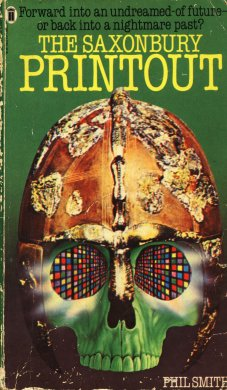 Forward into an undreamed-of future-
or back into a nightmare past?
THE SAXONBURY
PRINTOUT
PHIL SMITH